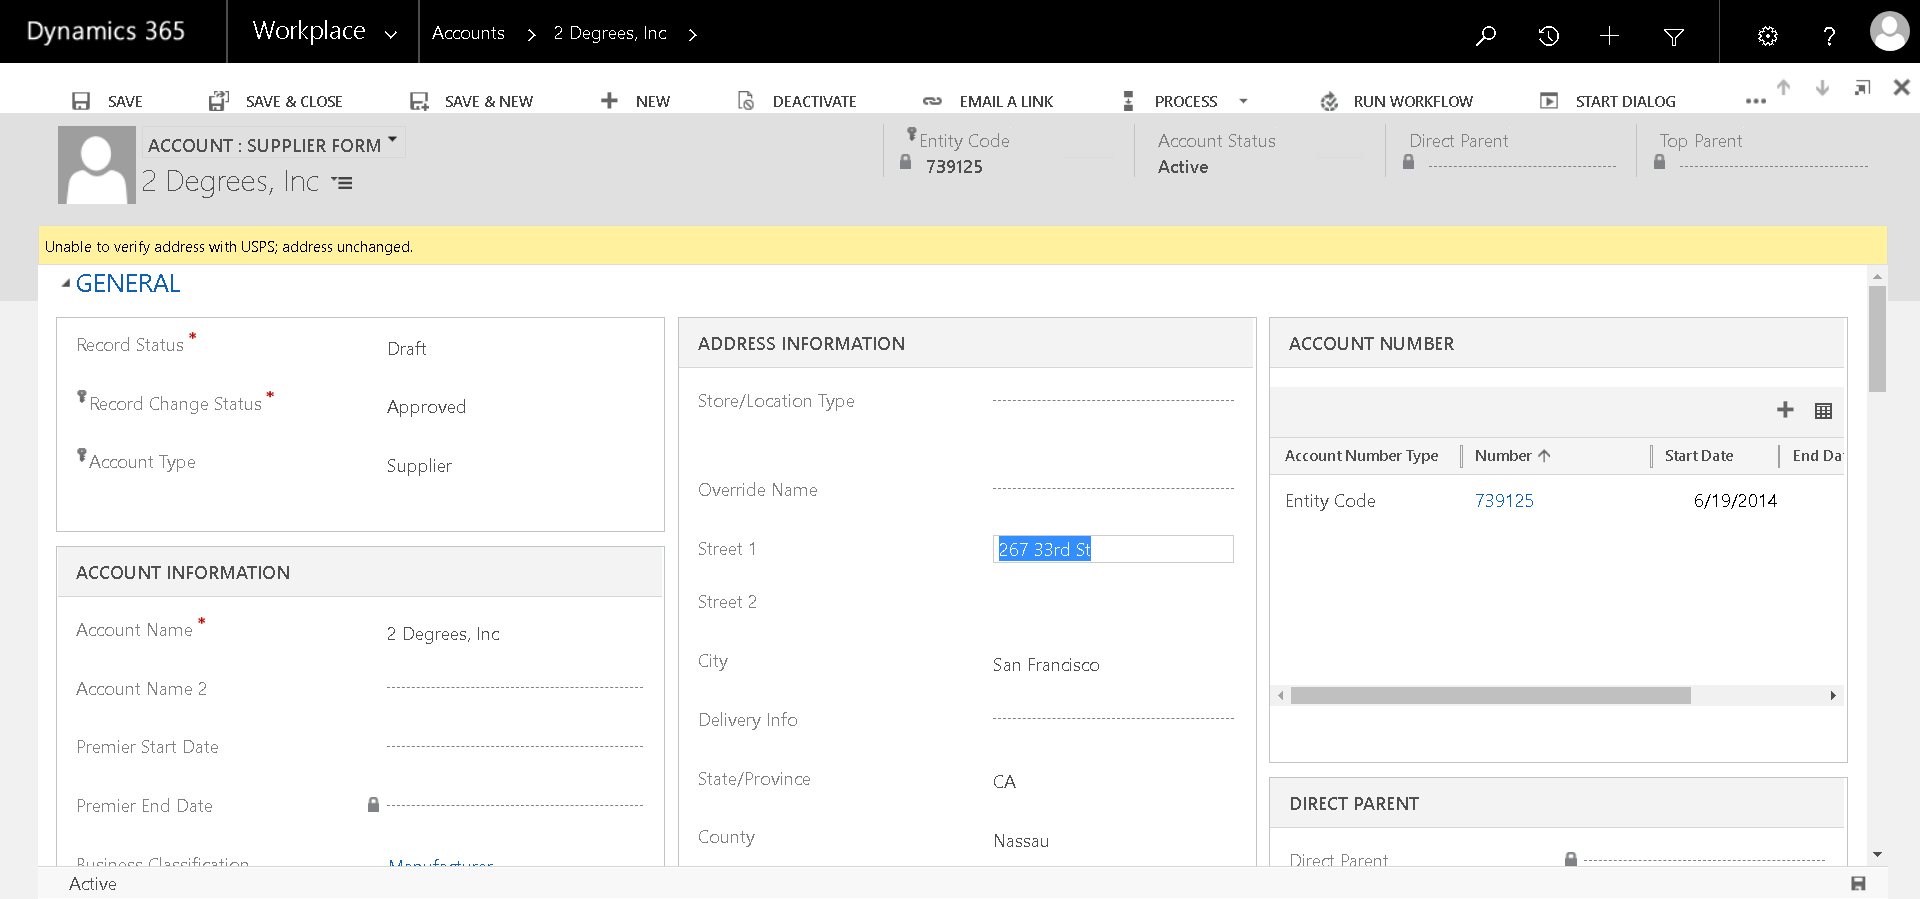 Dynamics 365
Workplace
Accounts
2 Degrees, Inc
SAVE
SAVE & CLOSE
SAVE & NEW
NEW
DEACTIVATE
EMAIL A LINK
PROCESS
RUN WORKFLOW
START DIALOG
ACCOUNT : SUPPLIER FORM
2 Degrees, Inc
Entity Code
739125
Account Status
Active
Direct Parent
Top Parent
Unable to verify address with USPS; address unchanged.
GENERAL
Record Status *
Draft
Record Change Status *
Approved
Account Type
Supplier
ACCOUNT INFORMATION
Account Name *
2 Degrees, Inc
Account Name 2
Premier Start Date
Premier End Date
Business Classification
Manufacturer
ADDRESS INFORMATION
Store/Location Type
Override Name
Street 1
267 33rd St
Street 2
City
San Francisco
Delivery Info
State/Province
CA
County
Nassau
ACCOUNT NUMBER
Account Number Type
Number
Start Date
End Da
Entity Code
739125
6/19/2014
DIRECT PARENT
Direct Parent
Active